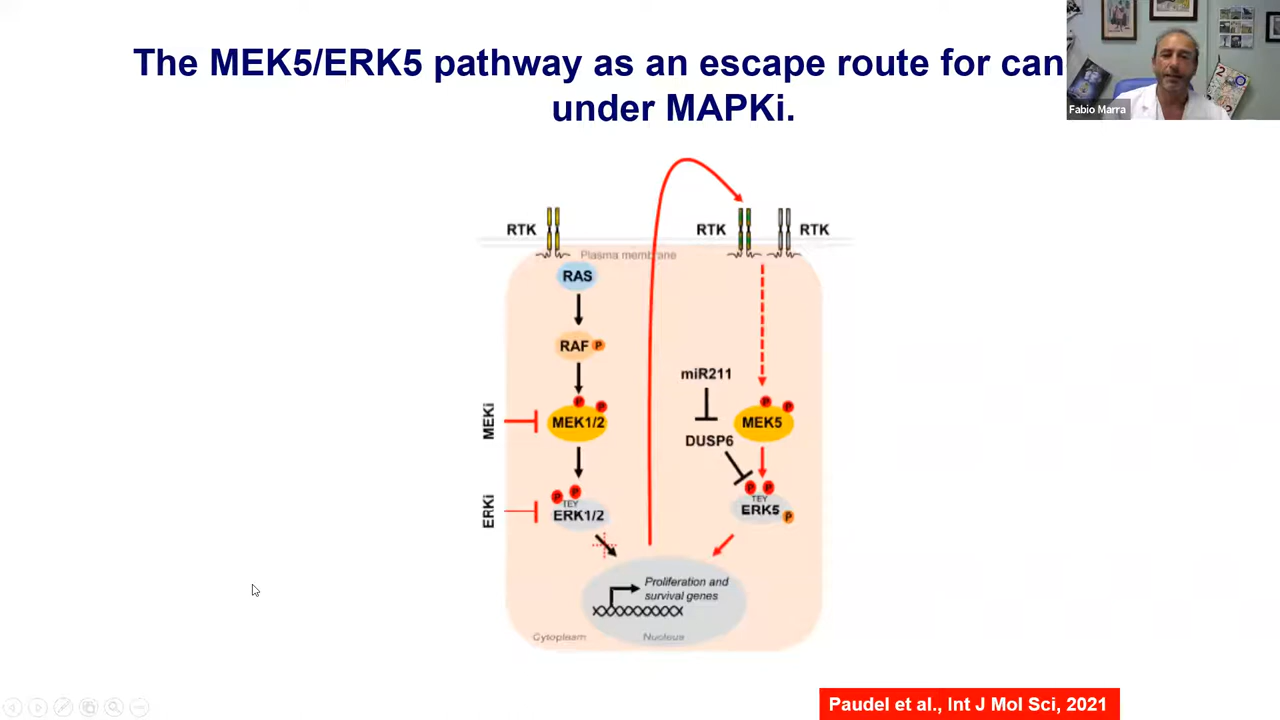 The MEK5/ERK5 pathway as an escape route for can
under MAPKi.
Fabio Marra
RTK
RTK
RTK
Plasma membrane
RAS
RAF P
miR211
MEKi
P P
MEK1/2
P P
MEK5
DUSP6
ERKi
P P
TEY
ERK1/2
P P
TEY
ERK5
P
Proliferation and
survival genes
Cytoplasm
Nucleus
Paudel et al., Int J Mol Sci, 2021